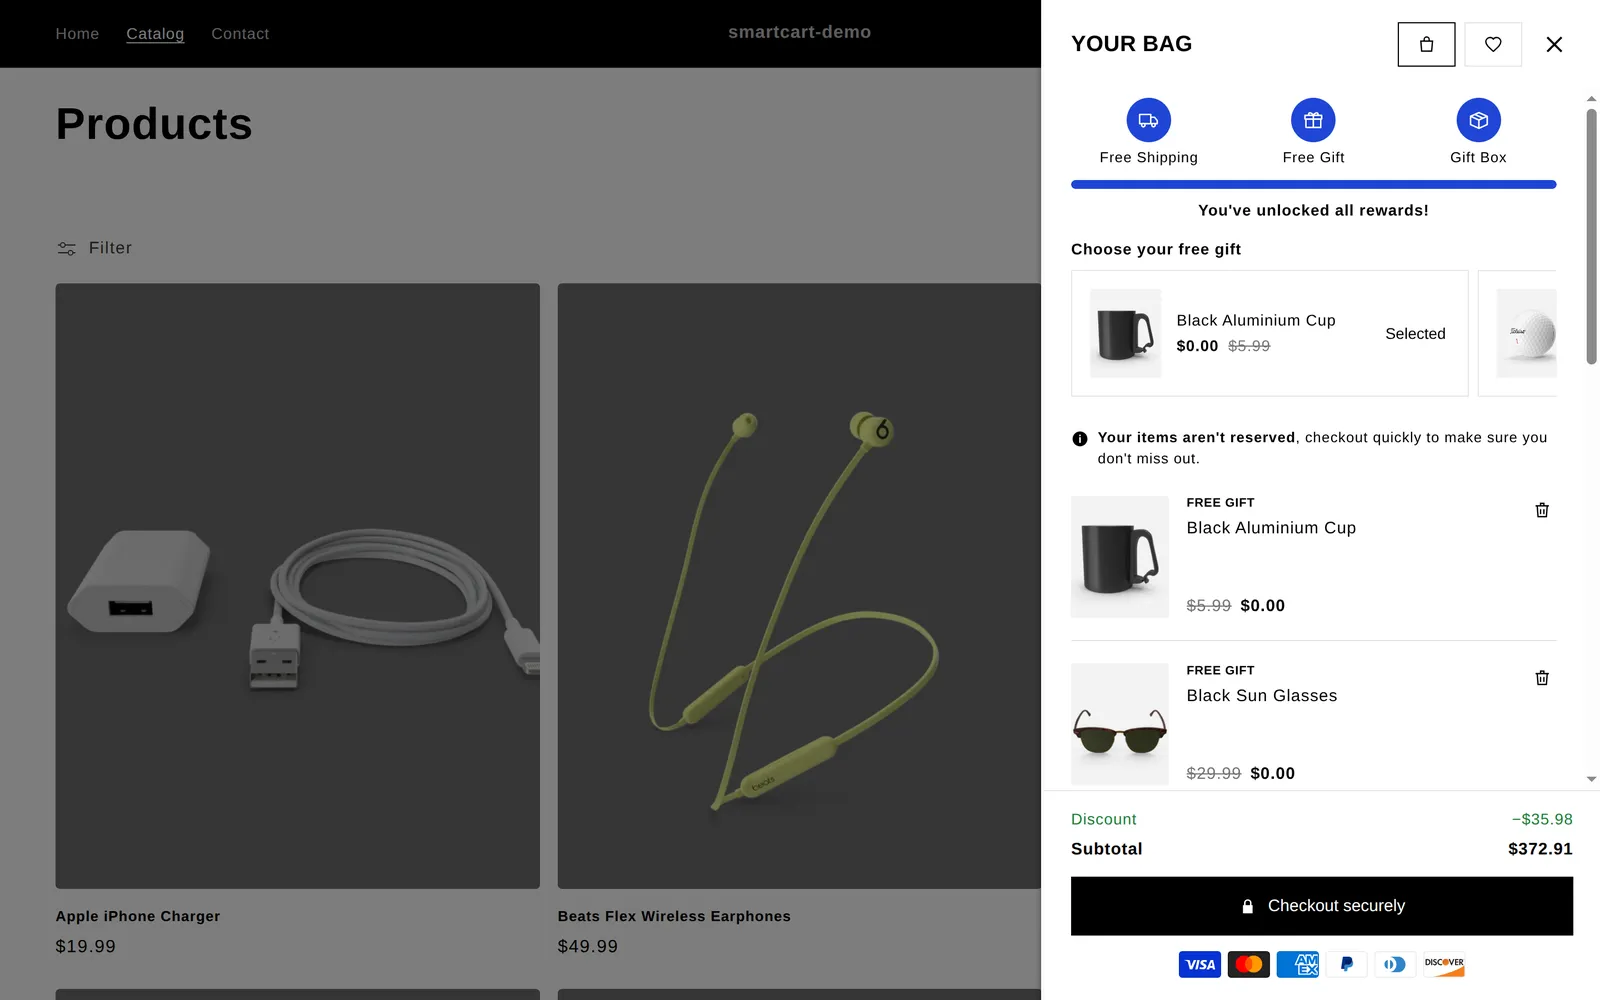 Home Catalog Contact
smartcart-demo
Products
Filter
Apple iPhone Charger
$19.99
beats
Beats Flex Wireless Earphones
$49.99
YOUR BAG
Free Shipping
Free Gift
Gift Box
You've unlocked all rewards!
Choose your free gift
Black Aluminium Cup
$0.00 $5.99
Selected
Titleist
1
Your items aren't reserved, checkout quickly to make sure you
don't miss out.
FREE GIFT
Black Aluminium Cup
$5.99 $0.00
FREE GIFT
Black Sun Glasses
$29.99 $0.00
Discount −$35.98
Subtotal $372.91
Checkout securely
VISA
AM
EX
DISCOVER